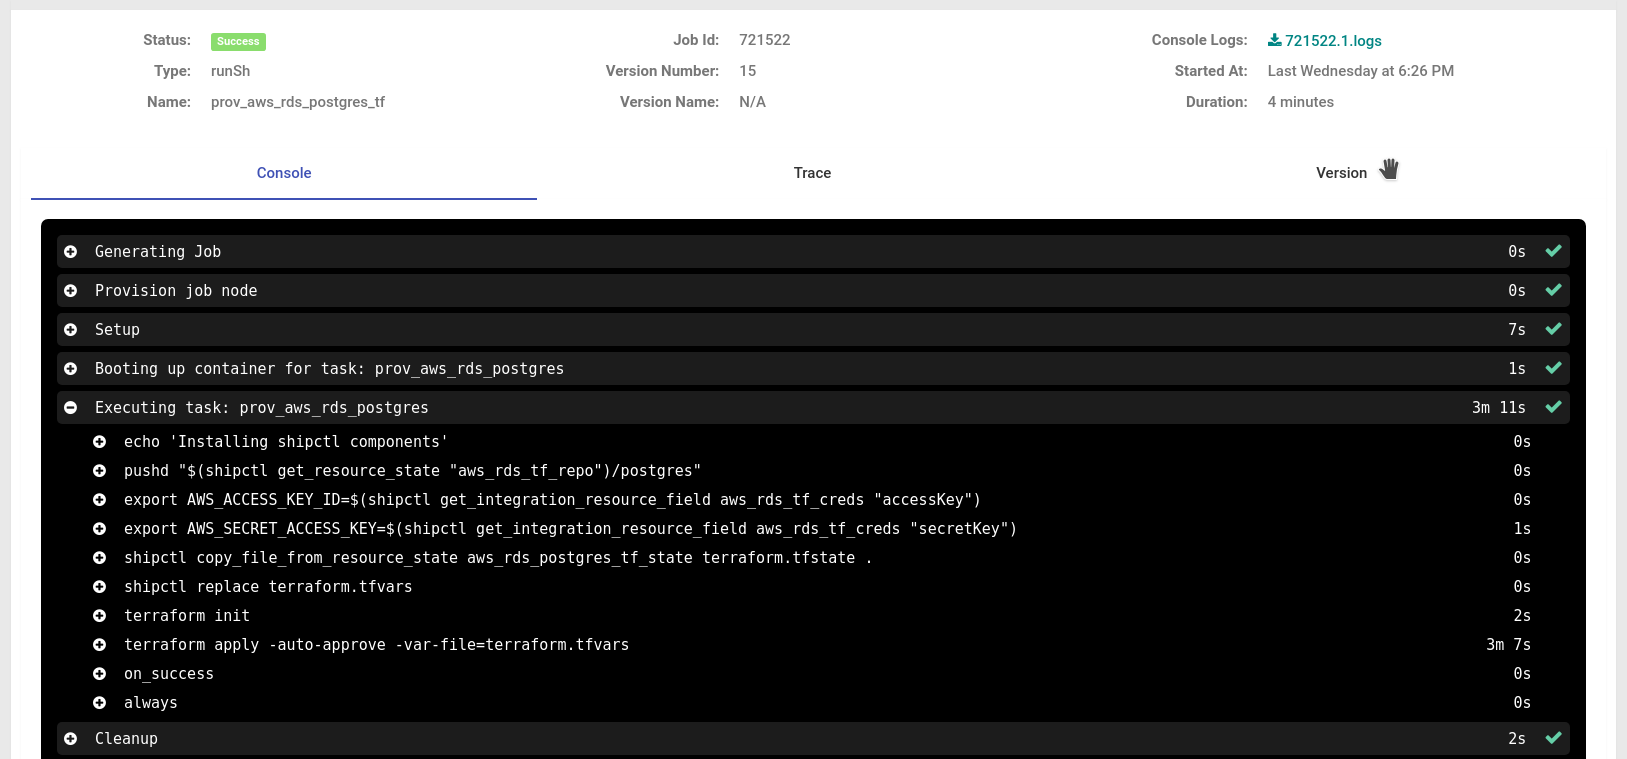 Status: Success Job Id: 721522 Console Logs: 721522.1.logs
Type: runSh Version Number: 15 Started At: Last Wednesday at 6:26 PM
Name: prov_aws_rds_postgres_tf Version Name: N/A Duration: 4 minutes
Console Trace Version
Generating Job 0s
Provision job node 0s
Setup 7s
Booting up container for task: prov_aws_rds_postgres 1s
Executing task: prov_aws_rds_postgres 3m 11s
echo 'Installing shipctl components' 0s
pushd "$(shipctl get_resource_state "aws_rds_tf_repo")/postgres" 0s
export AWS_ACCESS_KEY_ID=$(shipctl get_integration_resource_field aws_rds_tf_creds "accessKey") 0s
export AWS_SECRET_ACCESS_KEY=$(shipctl get_integration_resource_field aws_rds_tf_creds "secretKey") 1s
shipctl copy_file_from_resource_state aws_rds_postgres_tf_state terraform.tfstate . 0s
shipctl replace terraform.tfvars 0s
terraform init 2s
terraform apply -auto-approve -var-file=terraform.tfvars 3m 7s
on_success 0s
always 0s
Cleanup 2s